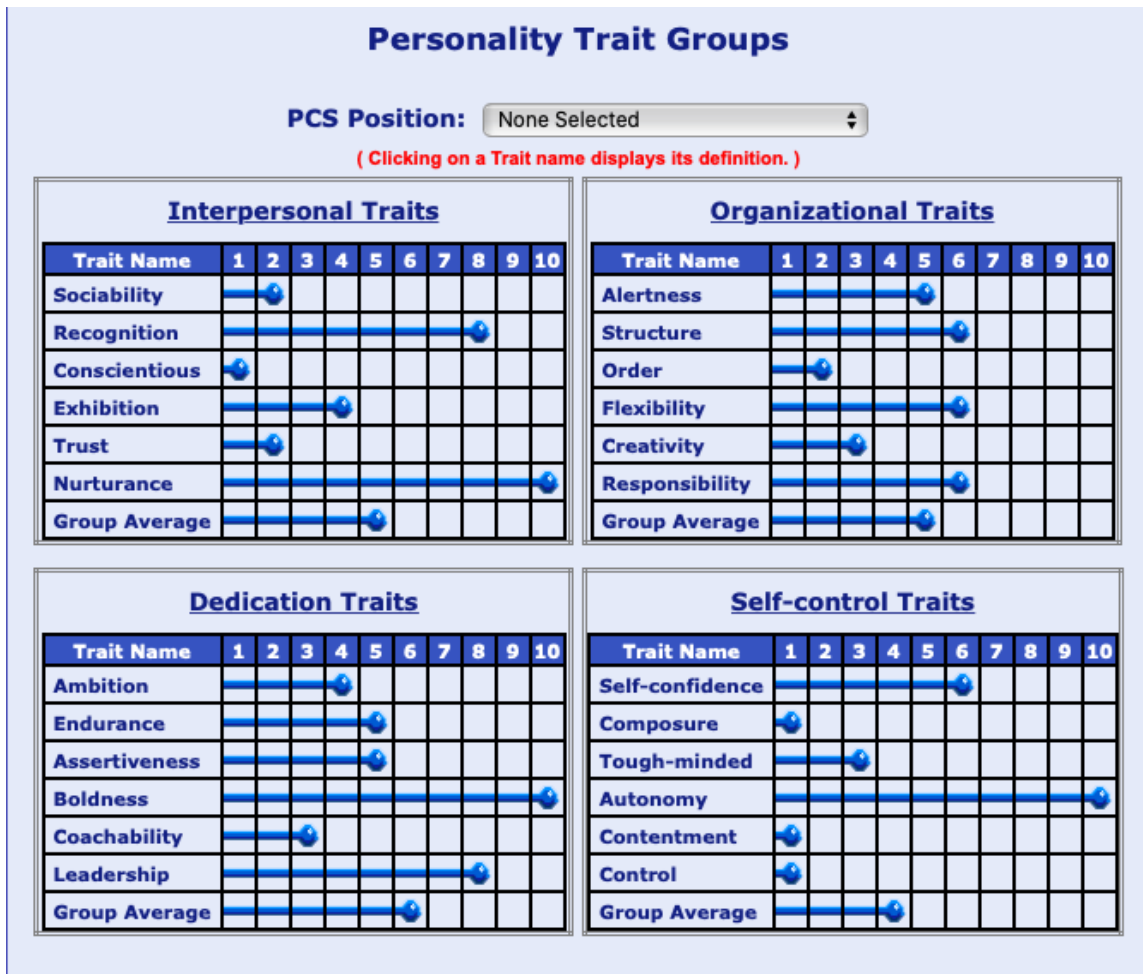 Personality Trait Groups
PCS Position: None Selected
( Clicking on a Trait name displays its definition. )
Interpersonal Traits
Trait Name 1 2 3 4 5 6 7 8 9 10
Sociability
Recognition
Conscientious
Exhibition
Trust
Nurturance
Group Average
Organizational Traits
Trait Name 1 2 3 4 5 6 7 8 9 10
Alertness
Structure
Order
Flexibility
Creativity
Responsibility
Group Average
Dedication Traits
Trait Name 1 2 3 4 5 6 7 8 9 10
Ambition
Endurance
Assertiveness
Boldness
Coachability
Leadership
Group Average
Self-control Traits
Trait Name 1 2 3 4 5 6 7 8 9 10
Self-confidence
Composure
Tough-minded
Autonomy
Contentment
Control
Group Average